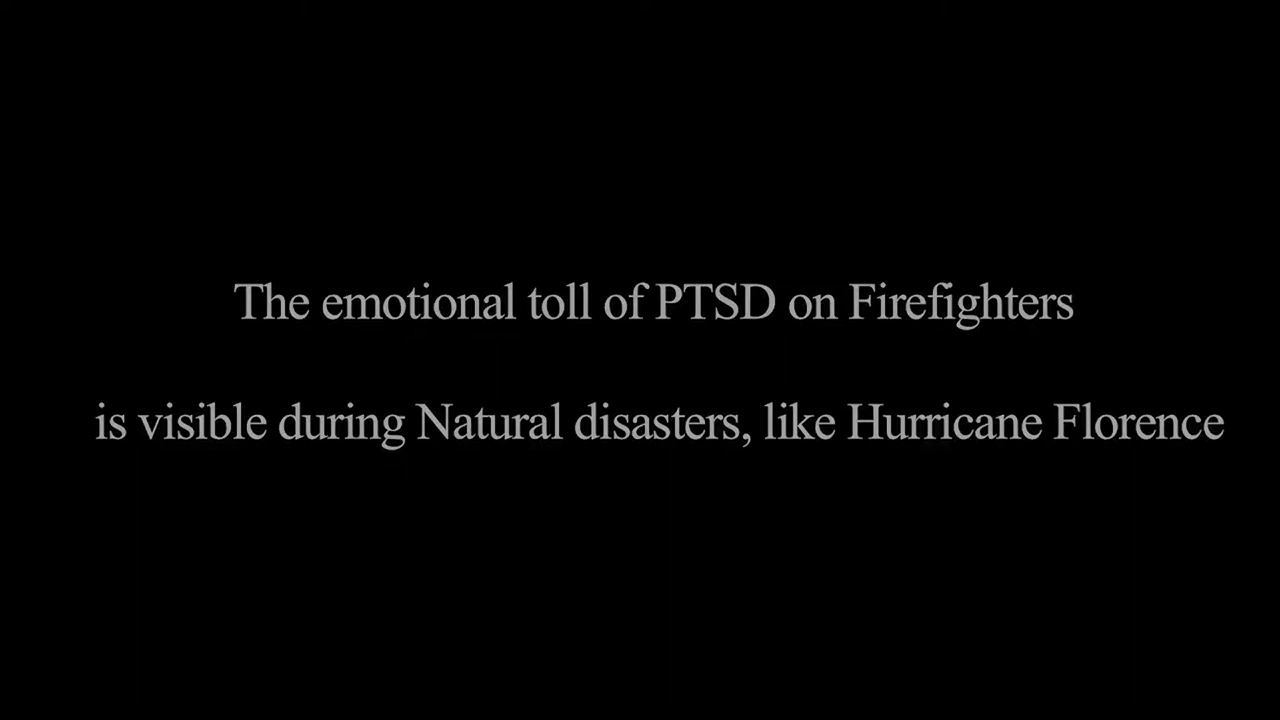 The emotional toll of PTSD on Firefighters
is visible during Natural disasters, like Hurricane Florence